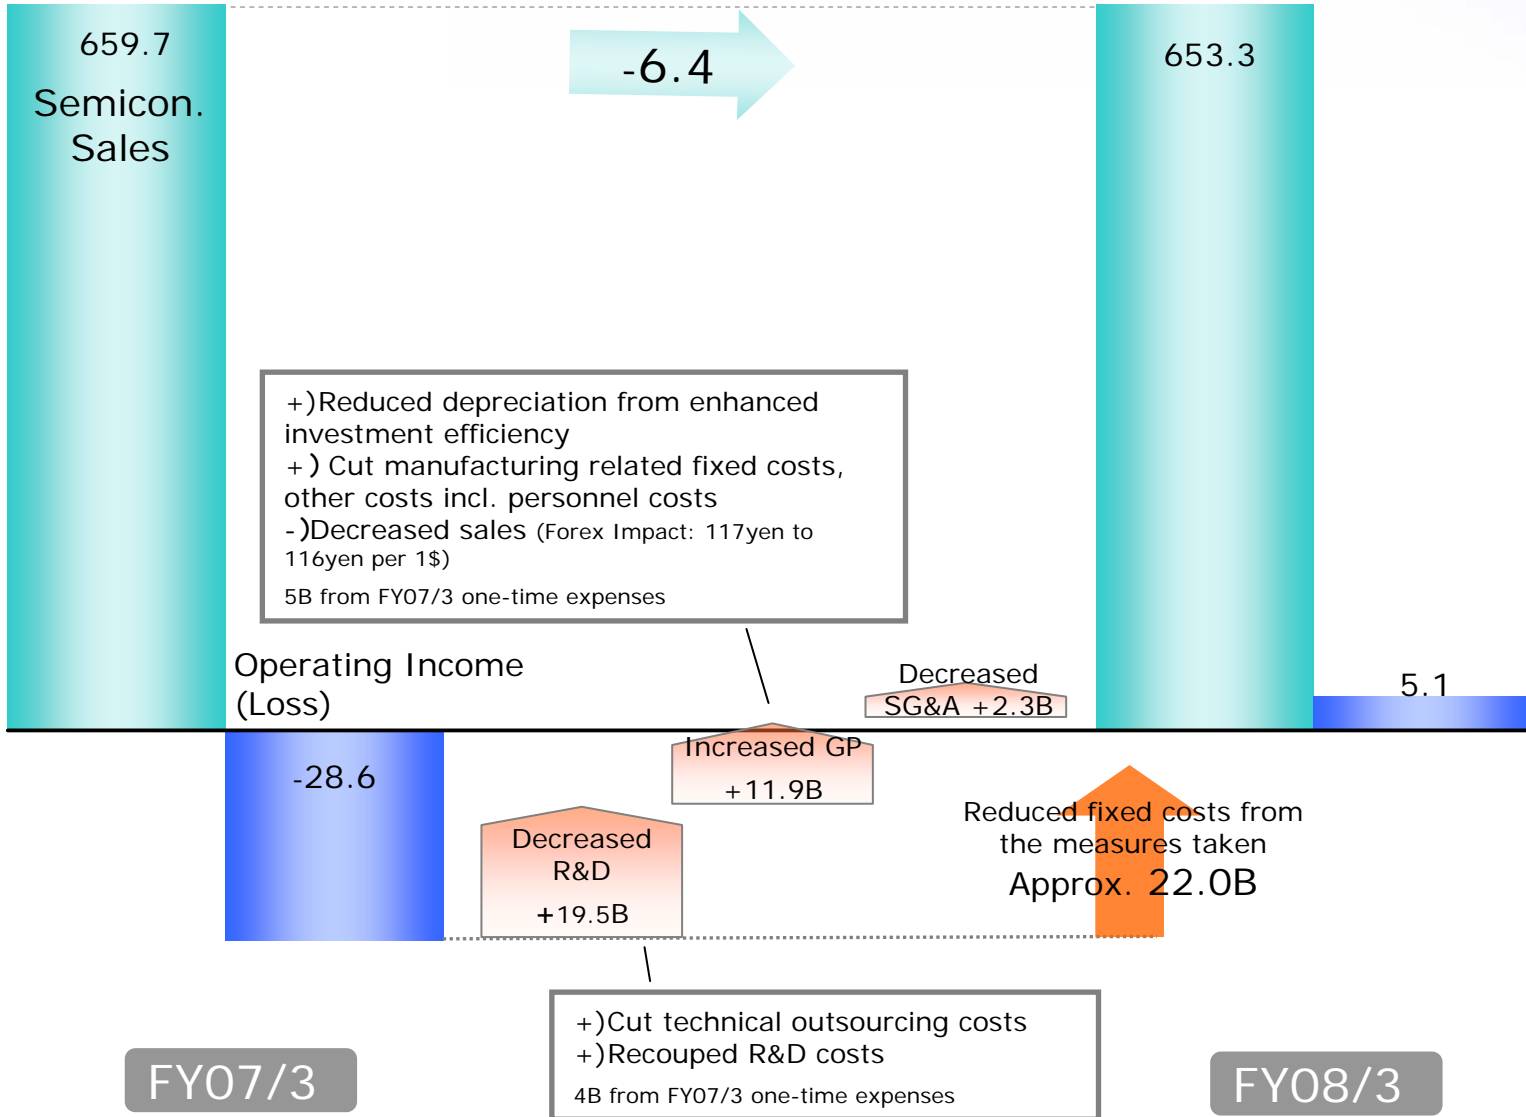 659.7
Semicon.
Sales
-6.4
653.3
+)Reduced depreciation from enhanced
investment efficiency
+) Cut manufacturing related fixed costs,
other costs incl. personnel costs
-)Decreased sales (Forex Impact: 117yen to
116yen per 1$)
5B from FY07/3 one-time expenses
Operating Income
(Loss)
Decreased
SG&A +2.3B
5.1
-28.6
Increased GP
+11.9B
Decreased
R&D
+19.5B
Reduced fixed costs from
the measures taken
Approx. 22.0B
+)Cut technical outsourcing costs
+)Recouped R&D costs
4B from FY07/3 one-time expenses
FY07/3
FY08/3